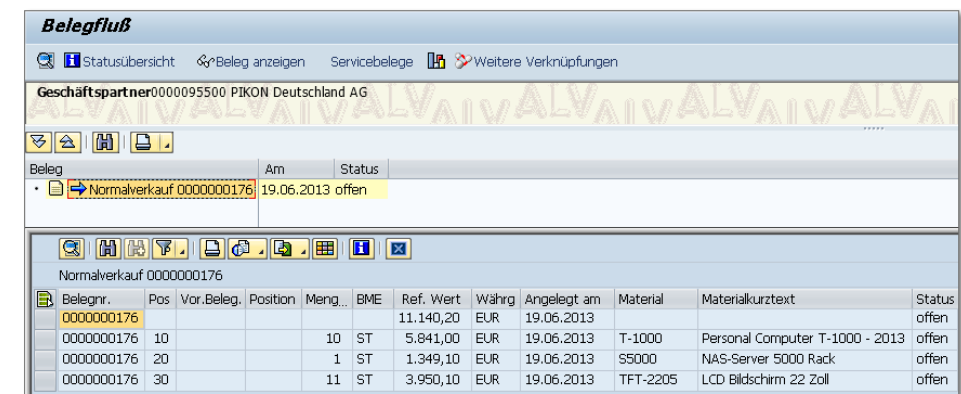 Belegfluß
Statusübersicht Beleg anzeigen Servicebelege Weitere Verknüpfungen
Geschäftspartner0000095500 PIKON Deutschland AG
Beleg Am Status
Normalverkauf 0000000176 19.06.2013 offen
Normalverkauf 0000000176
Belegnr. Pos Vor.Beleg. Position Meng... BME Ref. Wert Währg Angelegt am Material Materialkurztext Status
0000000176 11.140,20 EUR 19.06.2013 offen
0000000176 10 10 ST 5.841,00 EUR 19.06.2013 T-1000 Personal Computer T-1000 - 2013 offen
0000000176 20 1 ST 1.349,10 EUR 19.06.2013 S5000 NAS-Server 5000 Rack offen
0000000176 30 11 ST 3.950,10 EUR 19.06.2013 TFT-2205 LCD Bildschirm 22 Zoll offen